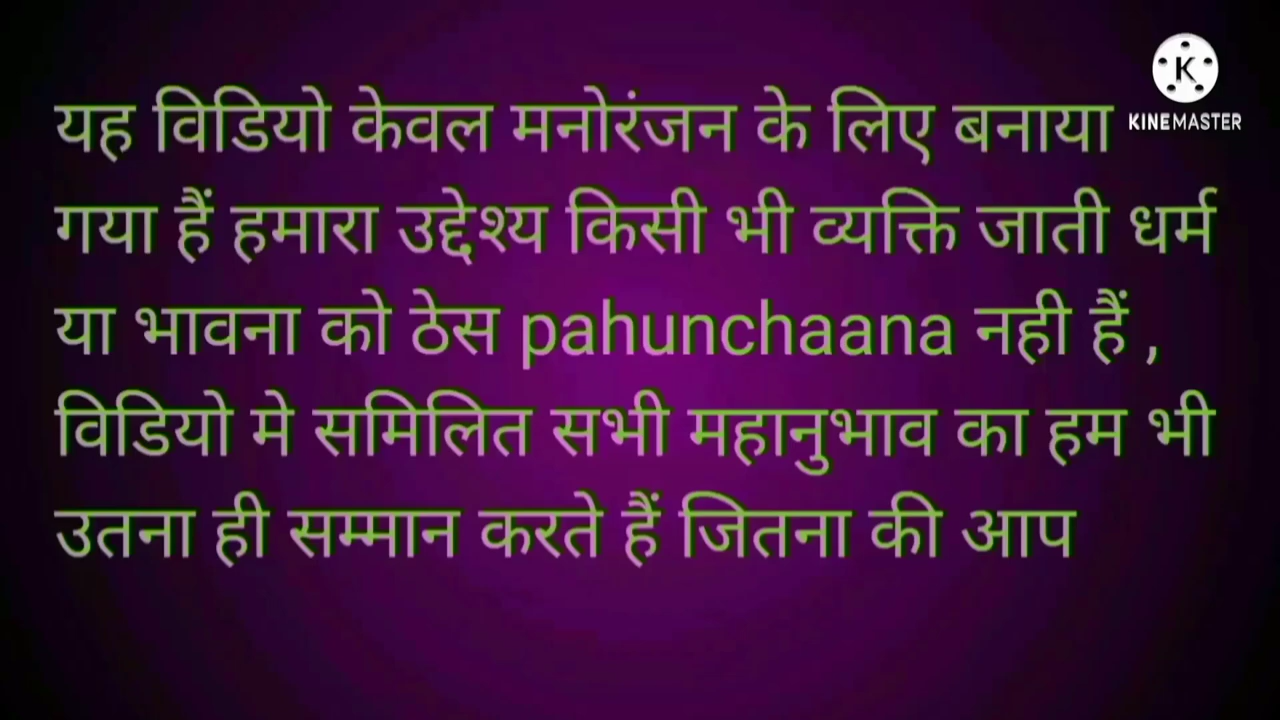 यह विडियो केवल मनोरंजन के लिए बनाया
गया हैं हमारा उद्देश्य किसी भी व्यक्ति जाती धर्म
या भावना को ठेस pahunchaana नही हैं ,
विडियो मे समिलित सभी महानुभाव का हम भी
उतना ही सम्मान करते हैं जितना की आप
K
KINEMASTER